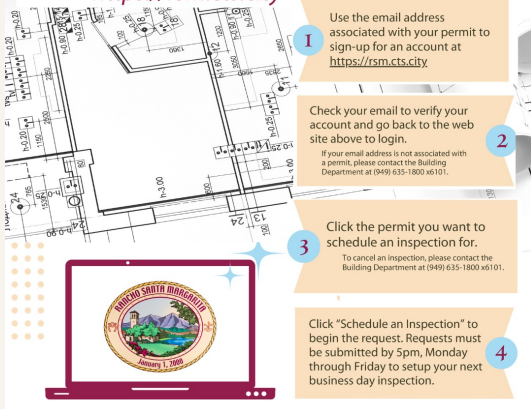 Use the email address
associated with your permit to
sign-up for an account at
https://rsm.cts.city
1
Check your email to verify your
account and go back to the web
site above to login.
If your email address is not associated with
a permit, please contact the Building
Department at (949) 635-1800 x6101.
2
3
Click the permit you want to
schedule an inspection for.
To cancel an inspection, please contact the
Building Department at (949) 635-1800 x6101.
Click “Schedule an Inspection” to
begin the request. Requests must
be submitted by 5pm, Monday
through Friday to setup your next
business day inspection.
4
RANCHO SANTA MARGARITA
January 1, 2000
h-3.00